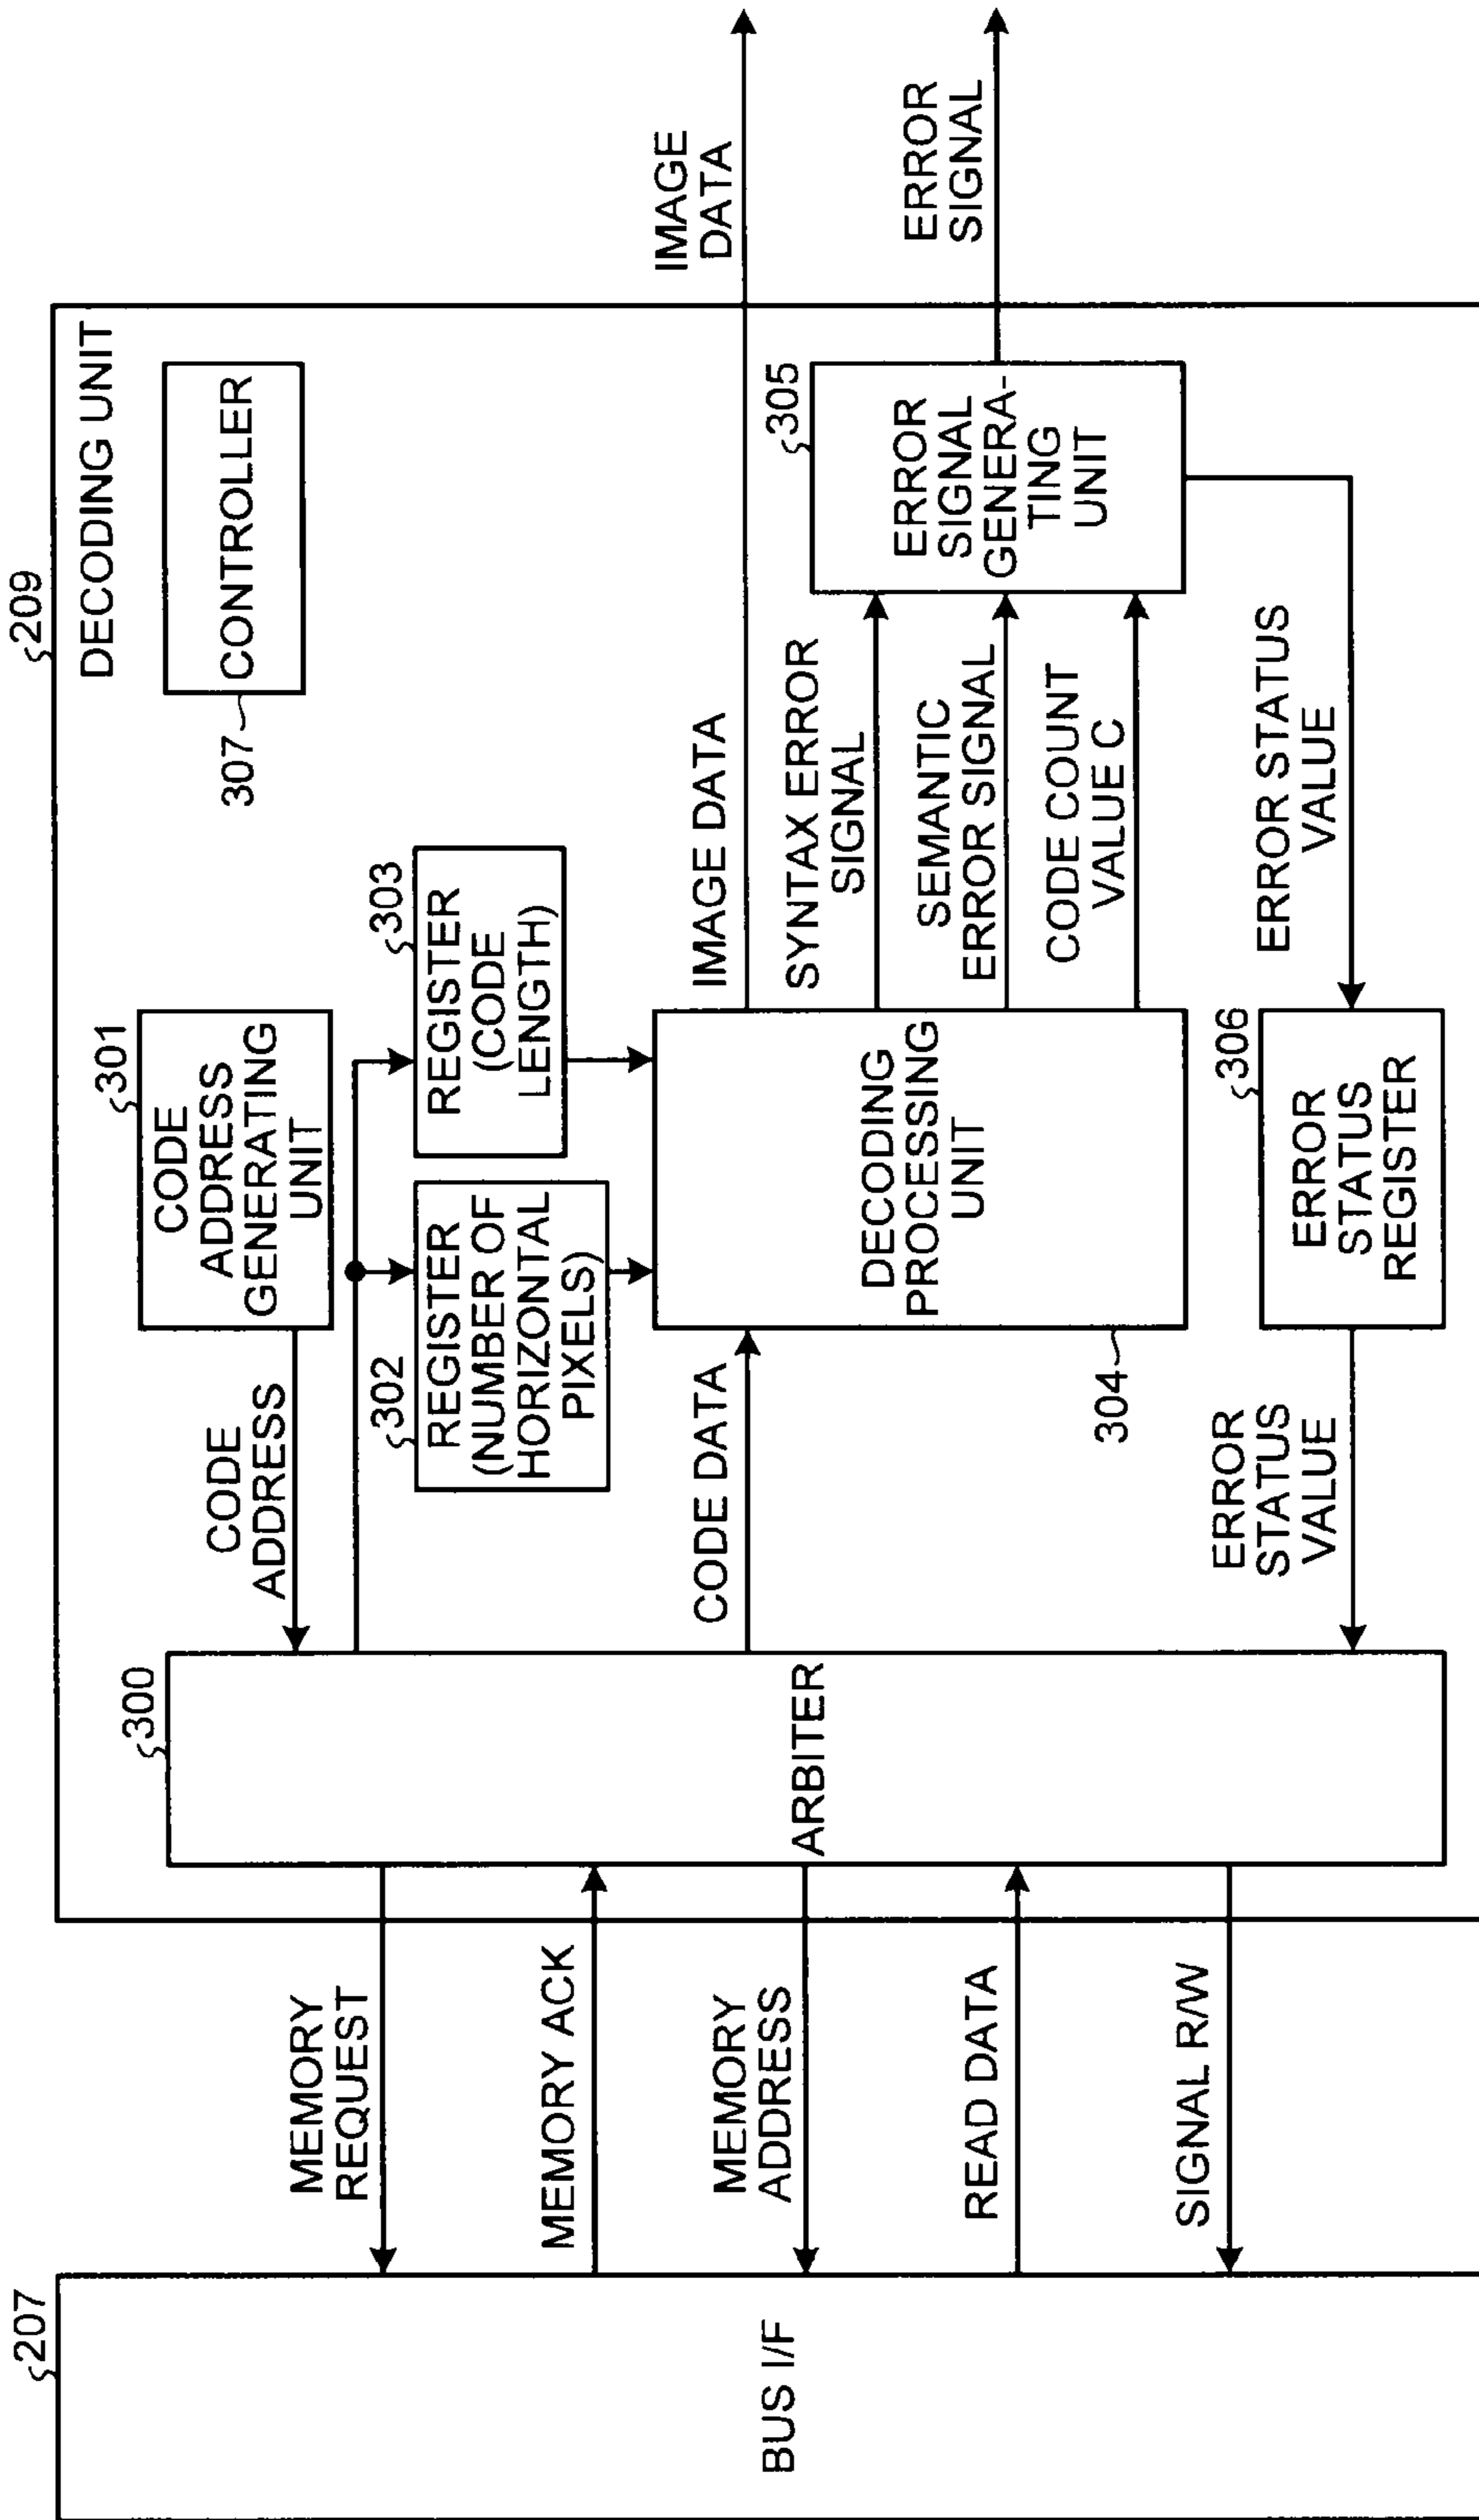 207
BUS I/F
MEMORY
REQUEST
MEMORY ACK
MEMORY
ADDRESS
READ DATA
SIGNAL R/W
209
DECODING UNIT
300
ARBITER
CODE
ADDRESS
301
CODE
ADDRESS
GENERATING
UNIT
302
REGISTER
(NUMBER OF
HORIZONTAL
PIXELS)
303
REGISTER
(CODE
LENGTH)
307
CONTROLLER
CODE DATA
304
DECODING
PROCESSING
UNIT
IMAGE DATA
IMAGE
DATA
SYNTAX ERROR
SIGNAL
SEMANTIC
ERROR SIGNAL
CODE COUNT
VALUE C
305
ERROR
SIGNAL
GENERA-
TING
UNIT
ERROR
SIGNAL
ERROR STATUS
VALUE
306
ERROR
STATUS
REGISTER
ERROR
STATUS
VALUE